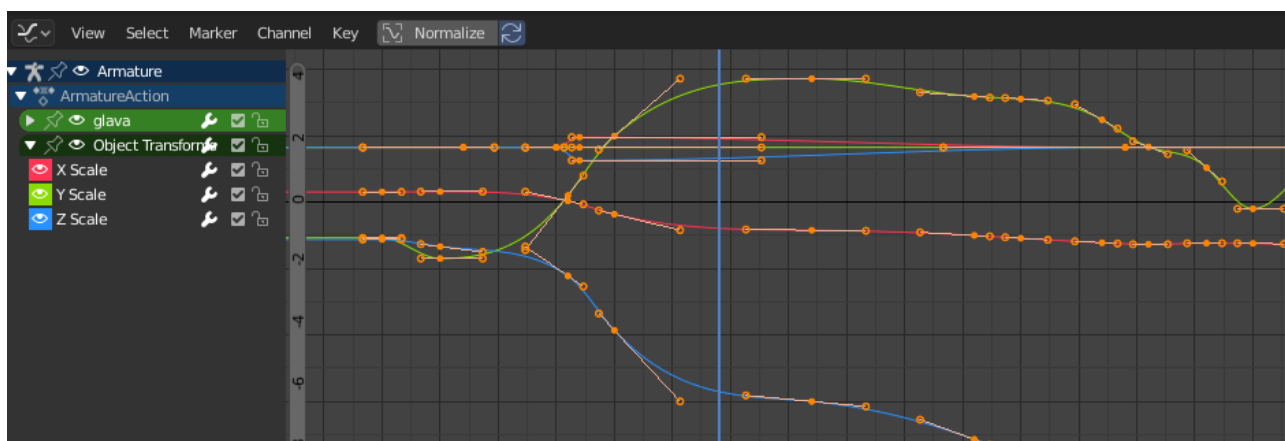 View Select Marker Channel Key Normalize
Armature
ArmatureAction
glava
Object Transforms
X Scale
Y Scale
Z Scale
4
2
0
-2
-4
-6